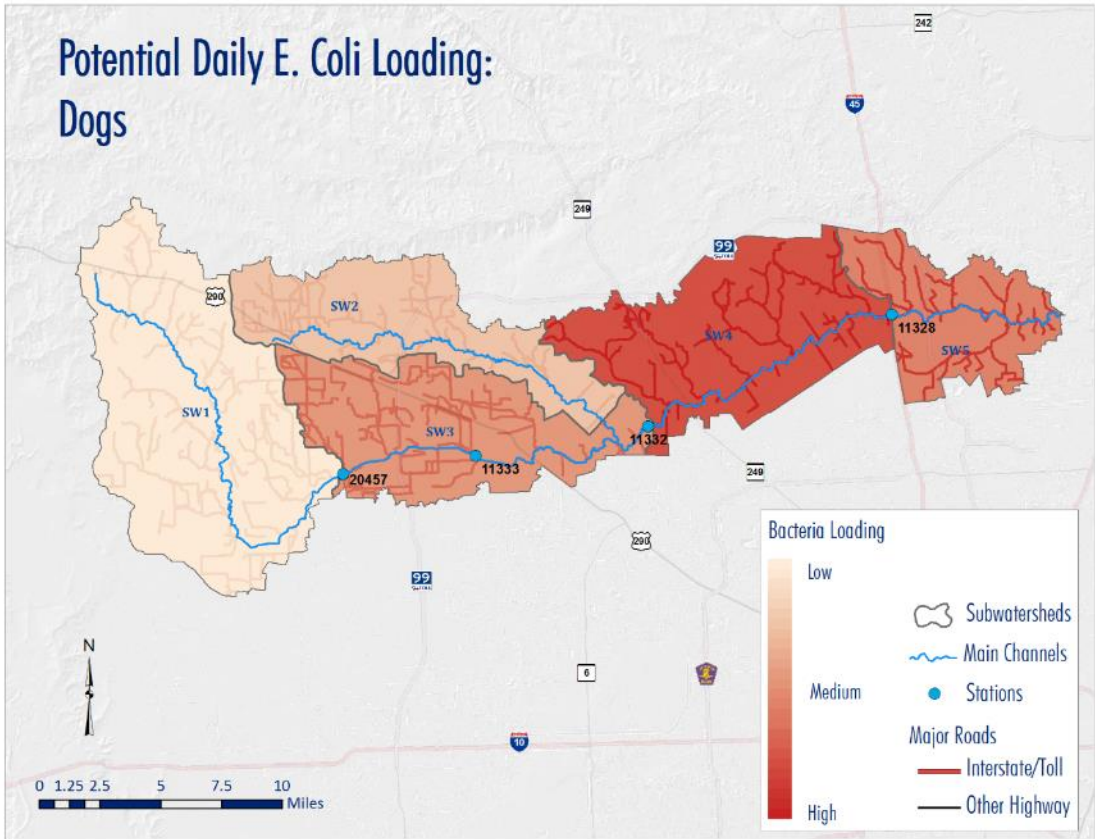 Potential Daily E. Coli Loading:
Dogs
242
45
249
99
290
SW2
SW4
11328
SW5
SW1
SW3
11332
11333
20457
249
290
99
6
10
N
0 1.25 2.5 5 7.5 10
Miles
Bacteria Loading
Low
Medium
High
Subwatersheds
Main Channels
Stations
Major Roads
Interstate/Toll
Other Highway